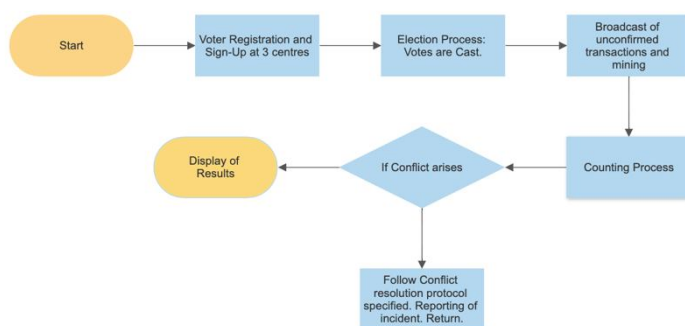 Start
Voter Registration and
Sign-Up at 3 centres
Election Process:
Votes are Cast.
Broadcast of
unconfirmed
transactions and
mining
Display of
Results
If Conflict arises
Counting Process
Follow Conflict
resolution protocol
specified. Reporting of
incident. Return.